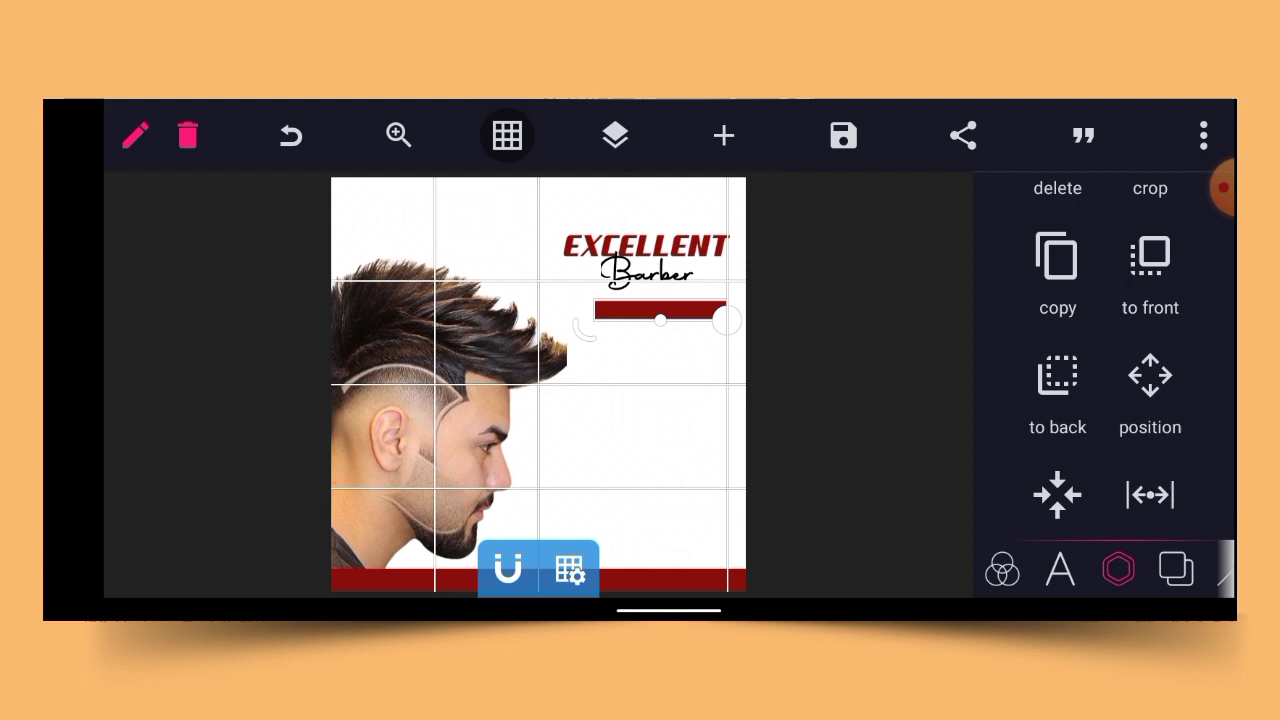 delete crop
EXCELLENT
Barber
copy to front
to back position